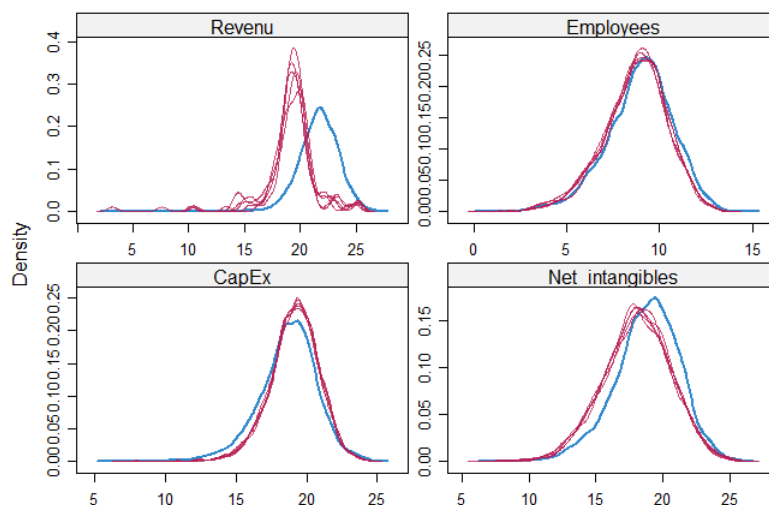 Revenu
Employees
0.0 0.1 0.2 0.3 0.4
0.000.050.100.150.200.25
5 10 15 20 25
0 5 10 15
Density
CapEx
Net intangibles
0.000.050.100.150.200.25
0.00 0.05 0.10 0.15
5 10 15 20 25
5 10 15 20 25